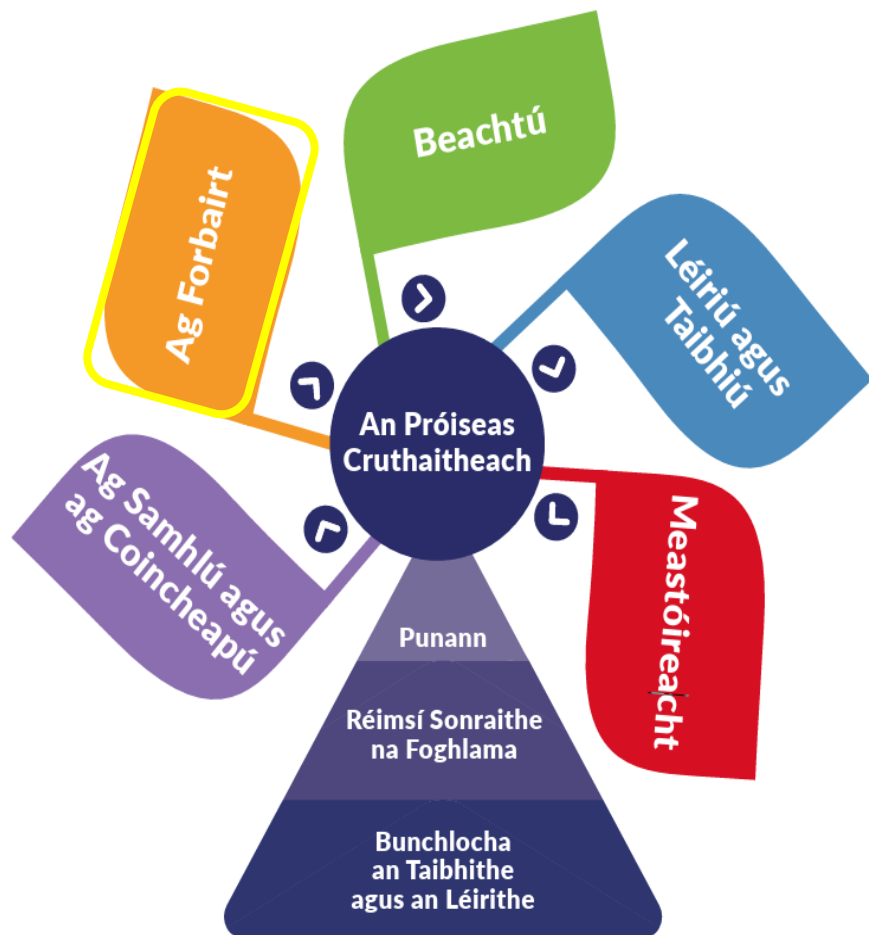 Beachtú
Ag Forbairt
Léiriú agus
Taibhiú
An Próiseas
Cruthaitheach
Ag Samhlú agus
ag Coincheapú
Meastóireacht
Punann
Réimsí Sonraithe
na Foghlama
Bunchlocha
an Taibhithe
agus an Léirithe